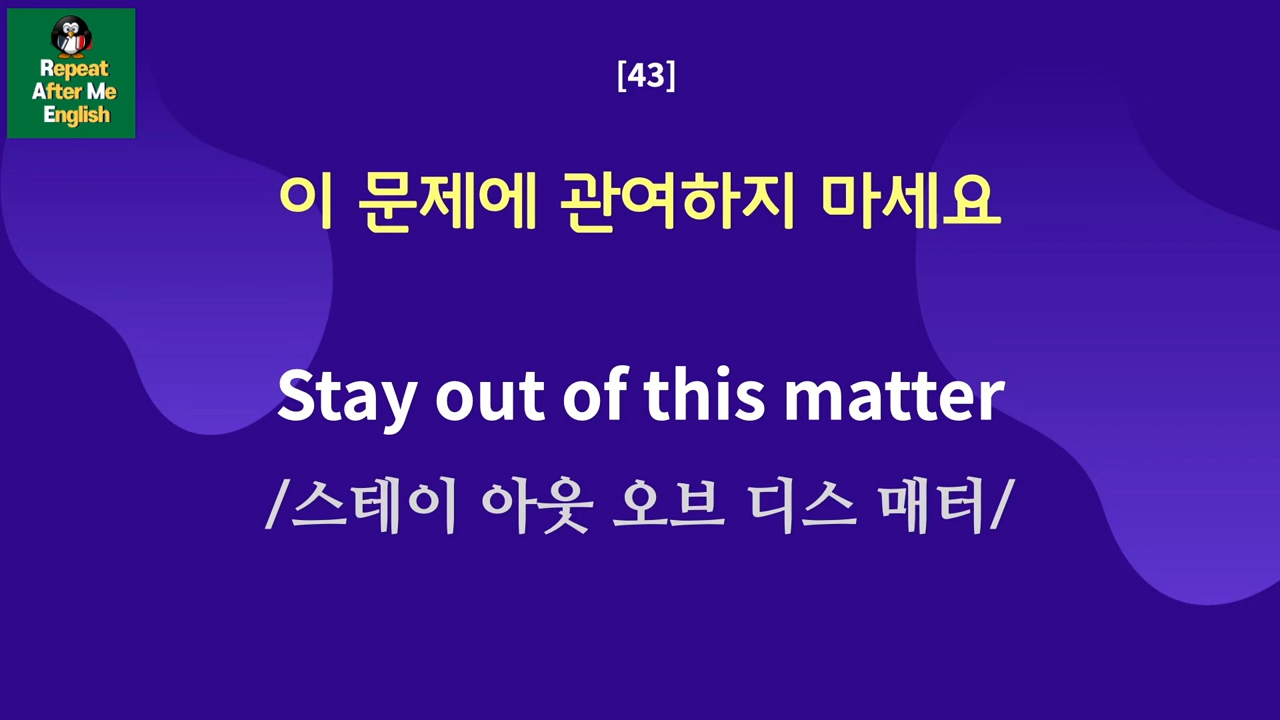 Repeat
After Me
English
[43]
이 문제에 관여하지 마세요
Stay out of this matter
/스테이 아웃 오브 디스 매터/